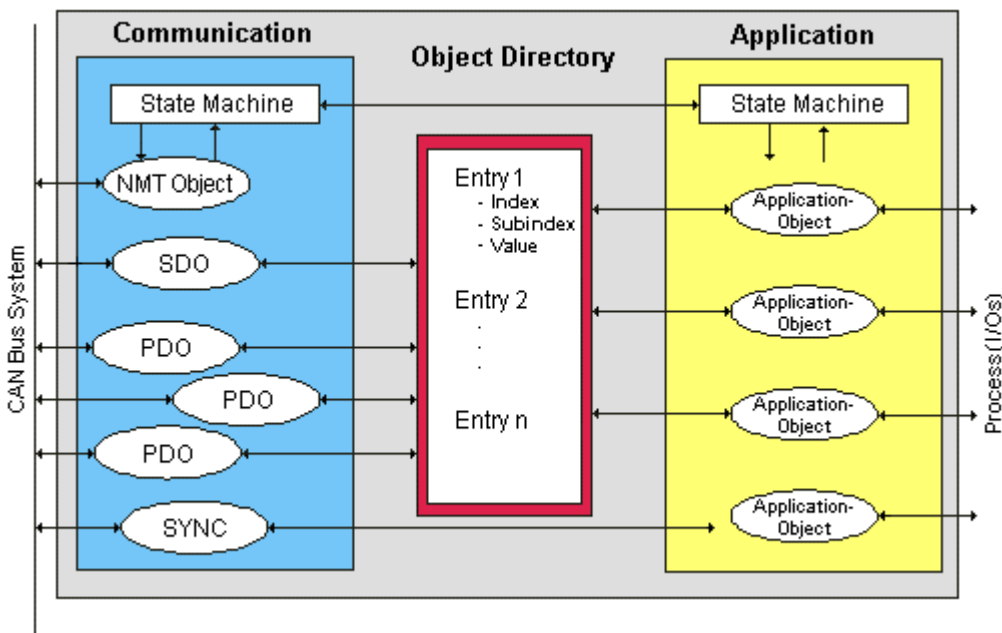 Communication
Object Directory
Application
State Machine
NMT Object
SDO
PDO
PDO
PDO
SYNC
CAN Bus System
Entry 1
- Index
- Subindex
- Value
Entry 2
.
.
.
Entry n
State Machine
Application-
Object
Application-
Object
Application-
Object
Application-
Object
Process(I/Os)